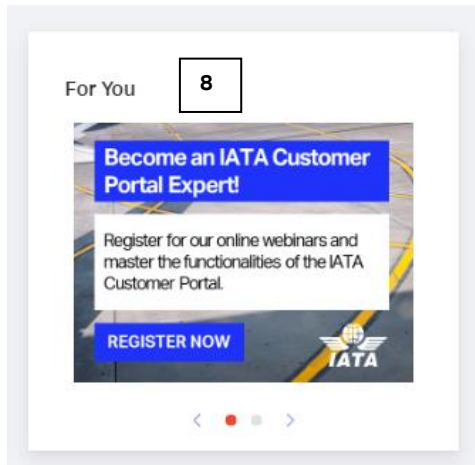 For You
8
Become an IATA Customer
Portal Expert!
Register for our online webinars and
master the functionalities of the IATA
Customer Portal.
REGISTER NOW
IATA